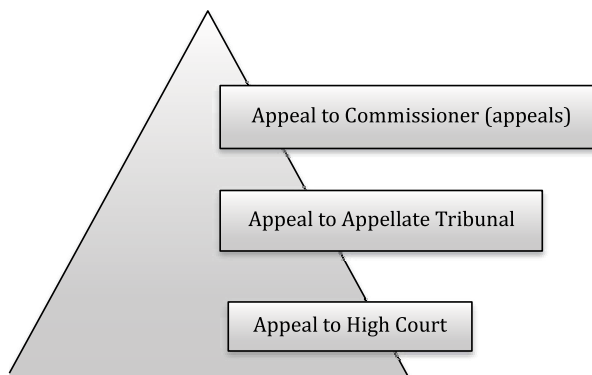 Appeal to Commissioner (appeals)
Appeal to Appellate Tribunal
Appeal to High Court